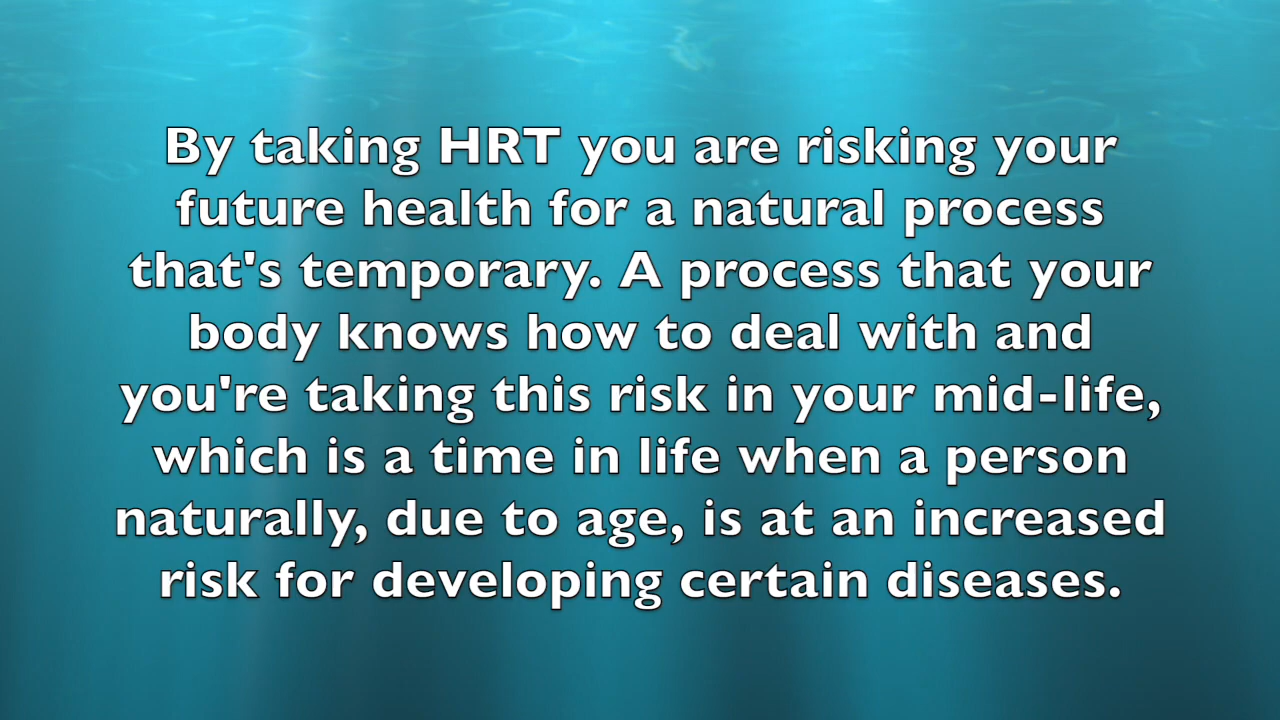 By taking HRT you are risking your
future health for a natural process
that's temporary. A process that your
body knows how to deal with and
you're taking this risk in your mid-life,
which is a time in life when a person
naturally, due to age, is at an increased
risk for developing certain diseases.